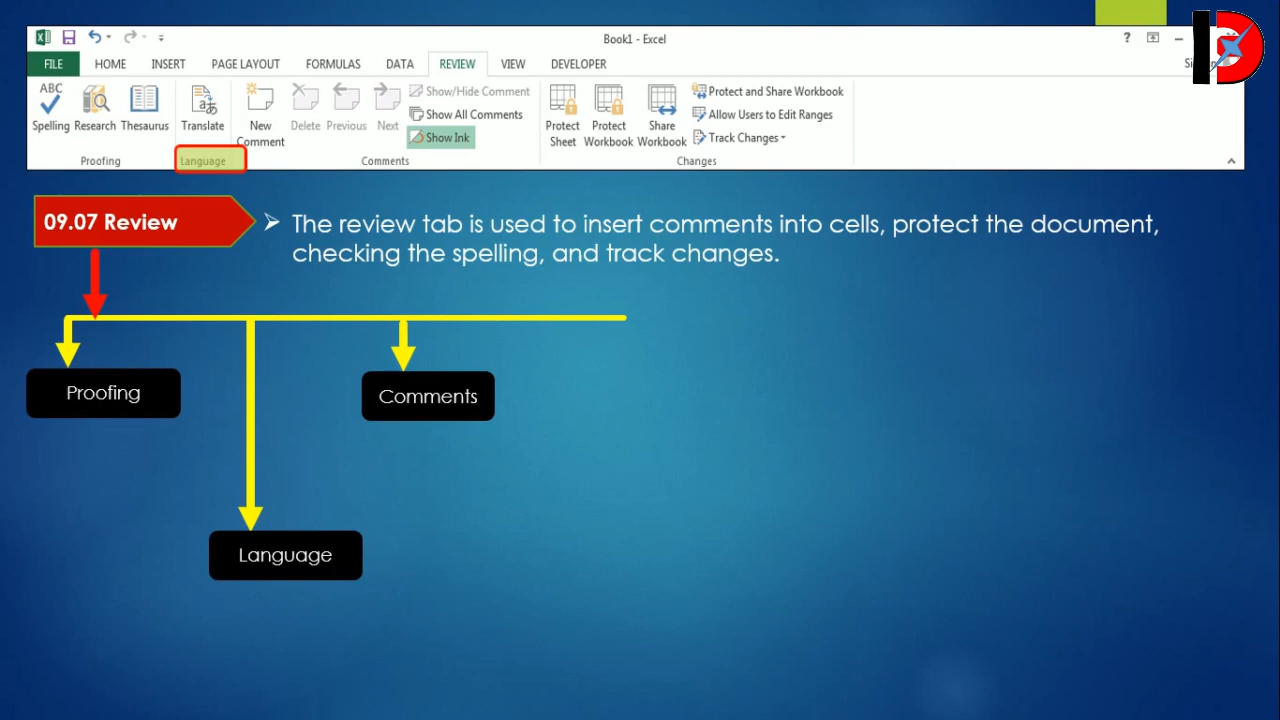 Book1 - Excel
?
FILE HOME INSERT PAGE LAYOUT FORMULAS DATA REVIEW VIEW DEVELOPER
ABC
Show/Hide Comment
Protect and Share Workbook
Show All Comments
Allow Users to Edit Ranges
Spelling Research Thesaurus Translate New Comment Delete Previous Next
Show Ink
Protect Sheet Protect Workbook Share Workbook
Track Changes
Proofing Language Comments Changes
09.07 Review
The review tab is used to insert comments into cells, protect the document,
checking the spelling, and track changes.
Proofing
Comments
Language